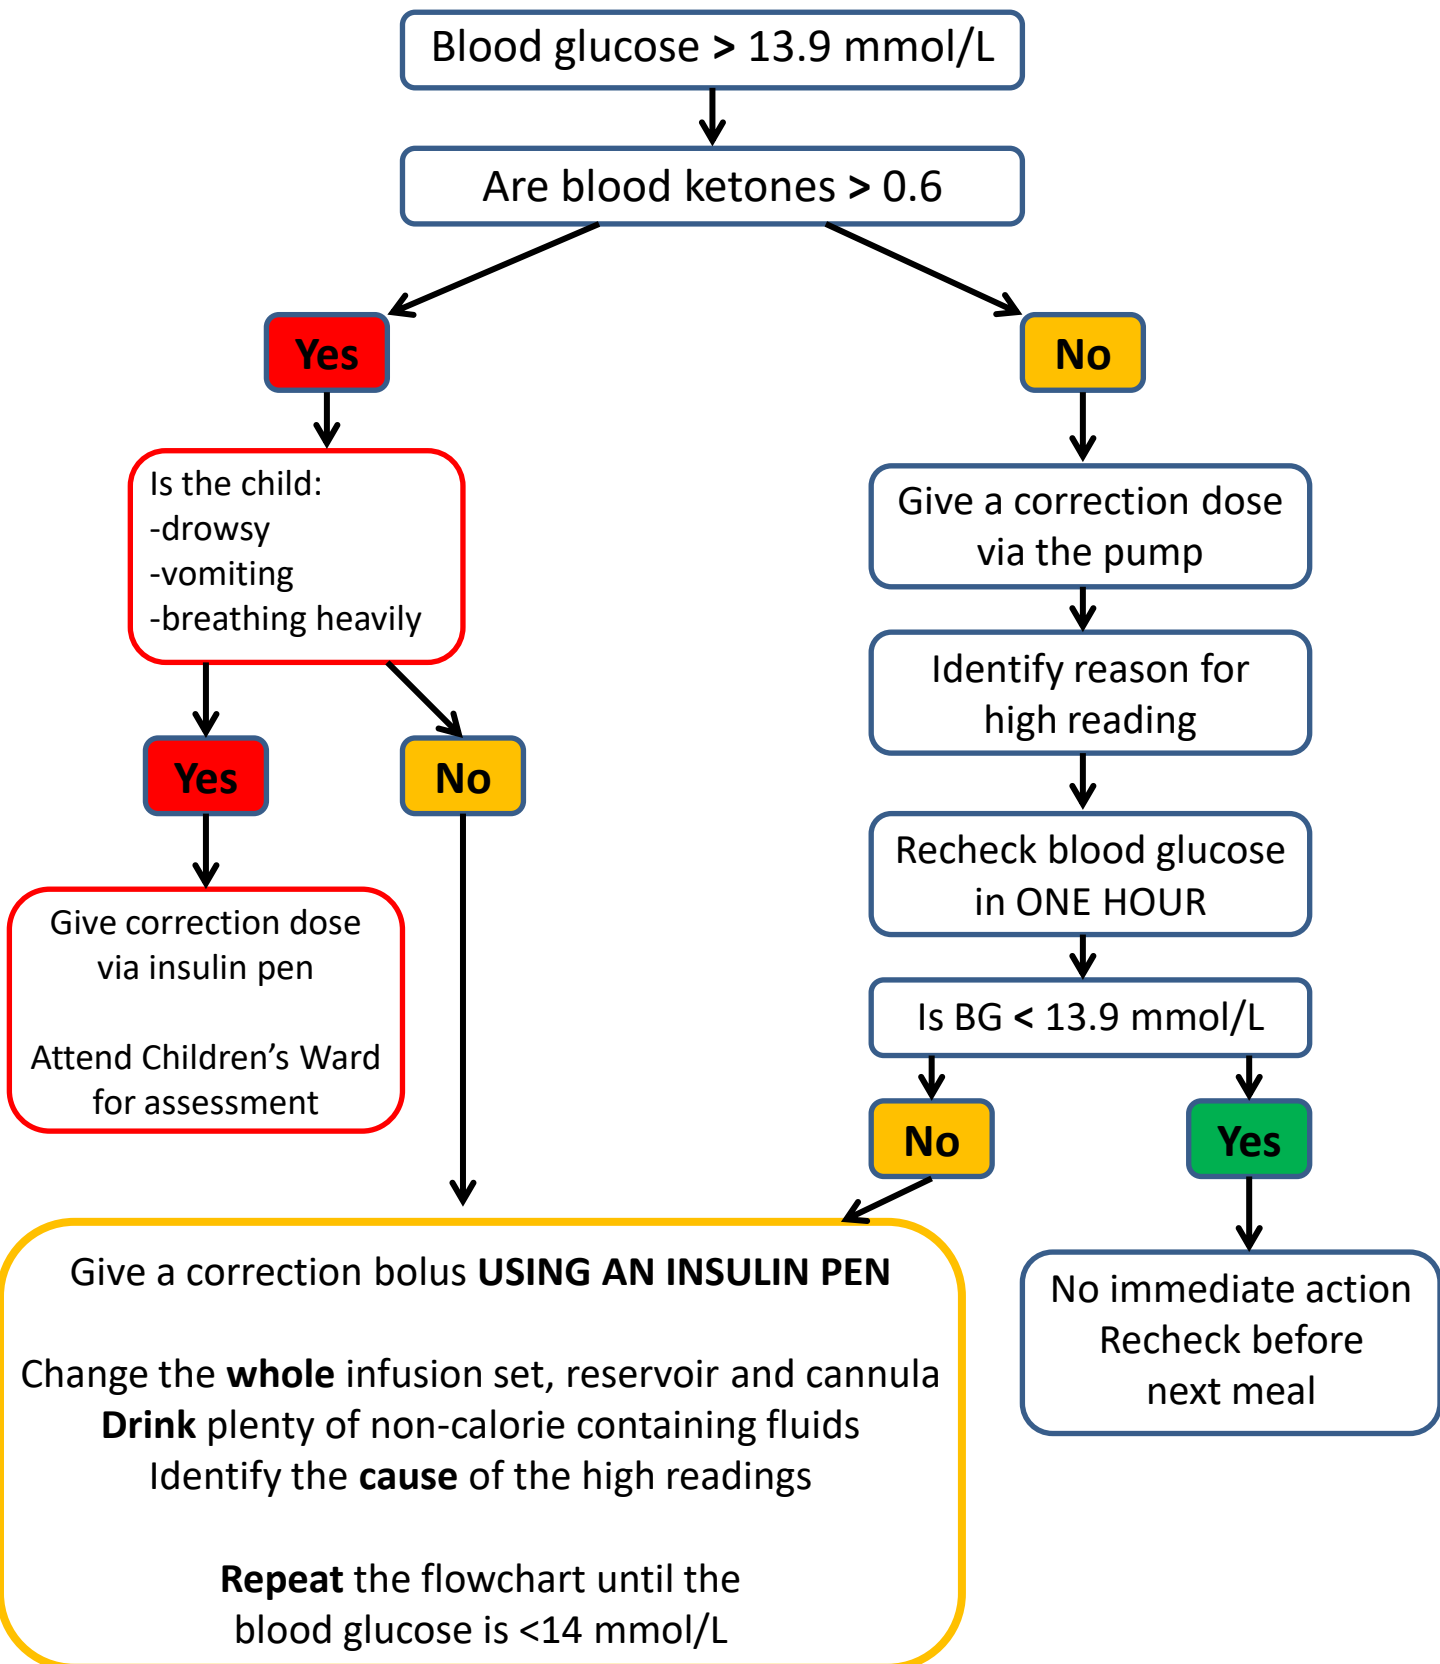 Blood glucose > 13.9 mmol/L
Are blood ketones > 0.6
Yes
No
Is the child:
-drowsy
-vomiting
-breathing heavily
Yes
No
Give correction dose
via insulin pen
Attend Children’s Ward
for assessment
Give a correction dose
via the pump
Identify reason for
high reading
Recheck blood glucose
in ONE HOUR
Is BG < 13.9 mmol/L
No
Yes
Give a correction bolus USING AN INSULIN PEN
Change the whole infusion set, reservoir and cannula
Drink plenty of non-calorie containing fluids
Identify the cause of the high readings
Repeat the flowchart until the
blood glucose is <14 mmol/L
No immediate action
Recheck before
next meal